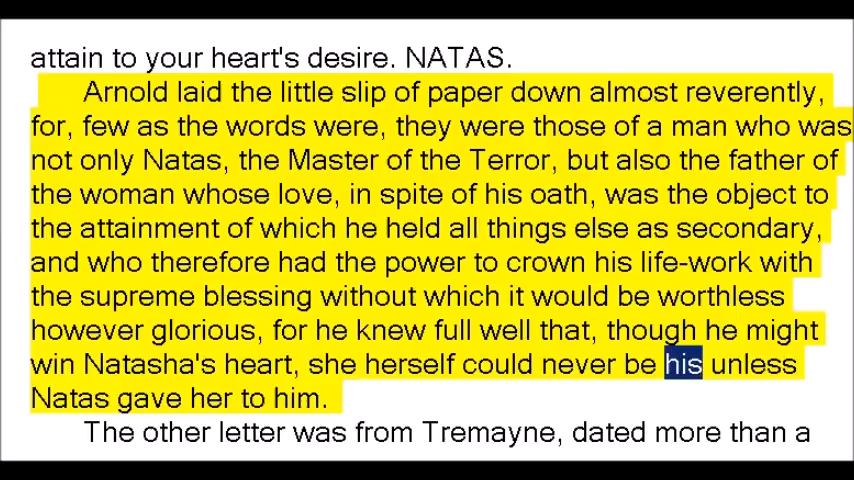 attain to your heart's desire. NATAS.
Arnold laid the little slip of paper down almost reverently,
for, few as the words were, they were those of a man who was
not only Natas, the Master of the Terror, but also the father of
the woman whose love, in spite of his oath, was the object to
the attainment of which he held all things else as secondary,
and who therefore had the power to crown his life-work with
the supreme blessing without which it would be worthless
however glorious, for he knew full well that, though he might
win Natasha's heart, she herself could never be his unless
Natas gave her to him.
The other letter was from Tremayne, dated more than a